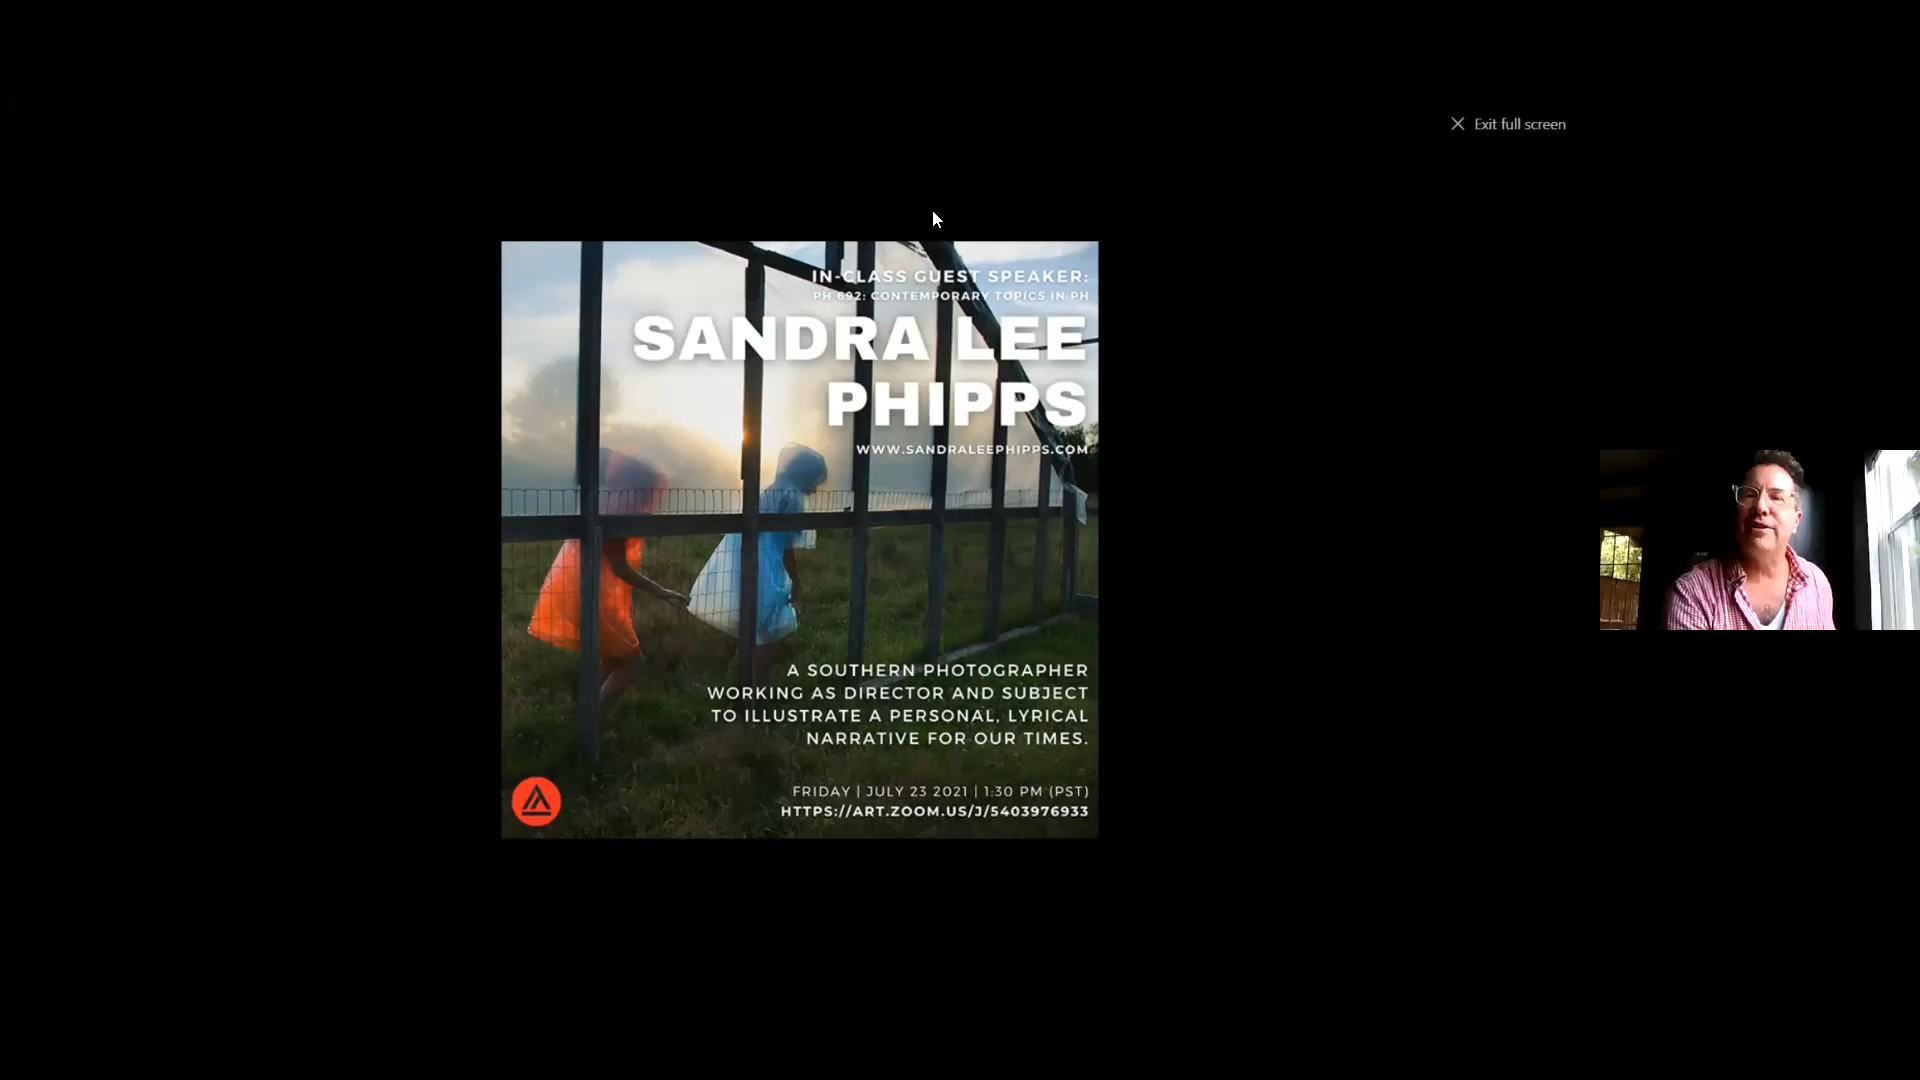 Exit full screen
IN-CLASS GUEST SPEAKER:
PH 692: CONTEMPORARY TOPICS IN PH
SANDRA LEE
PHIPPS
WWW.SANDRALEEPHIPPS.COM
A SOUTHERN PHOTOGRAPHER
WORKING AS DIRECTOR AND SUBJECT
TO ILLUSTRATE A PERSONAL, LYRICAL
NARRATIVE FOR OUR TIMES.
FRIDAY | JULY 23 2021 | 1:30 PM (PST)
HTTPS://ART.ZOOM.US/J/5403976933